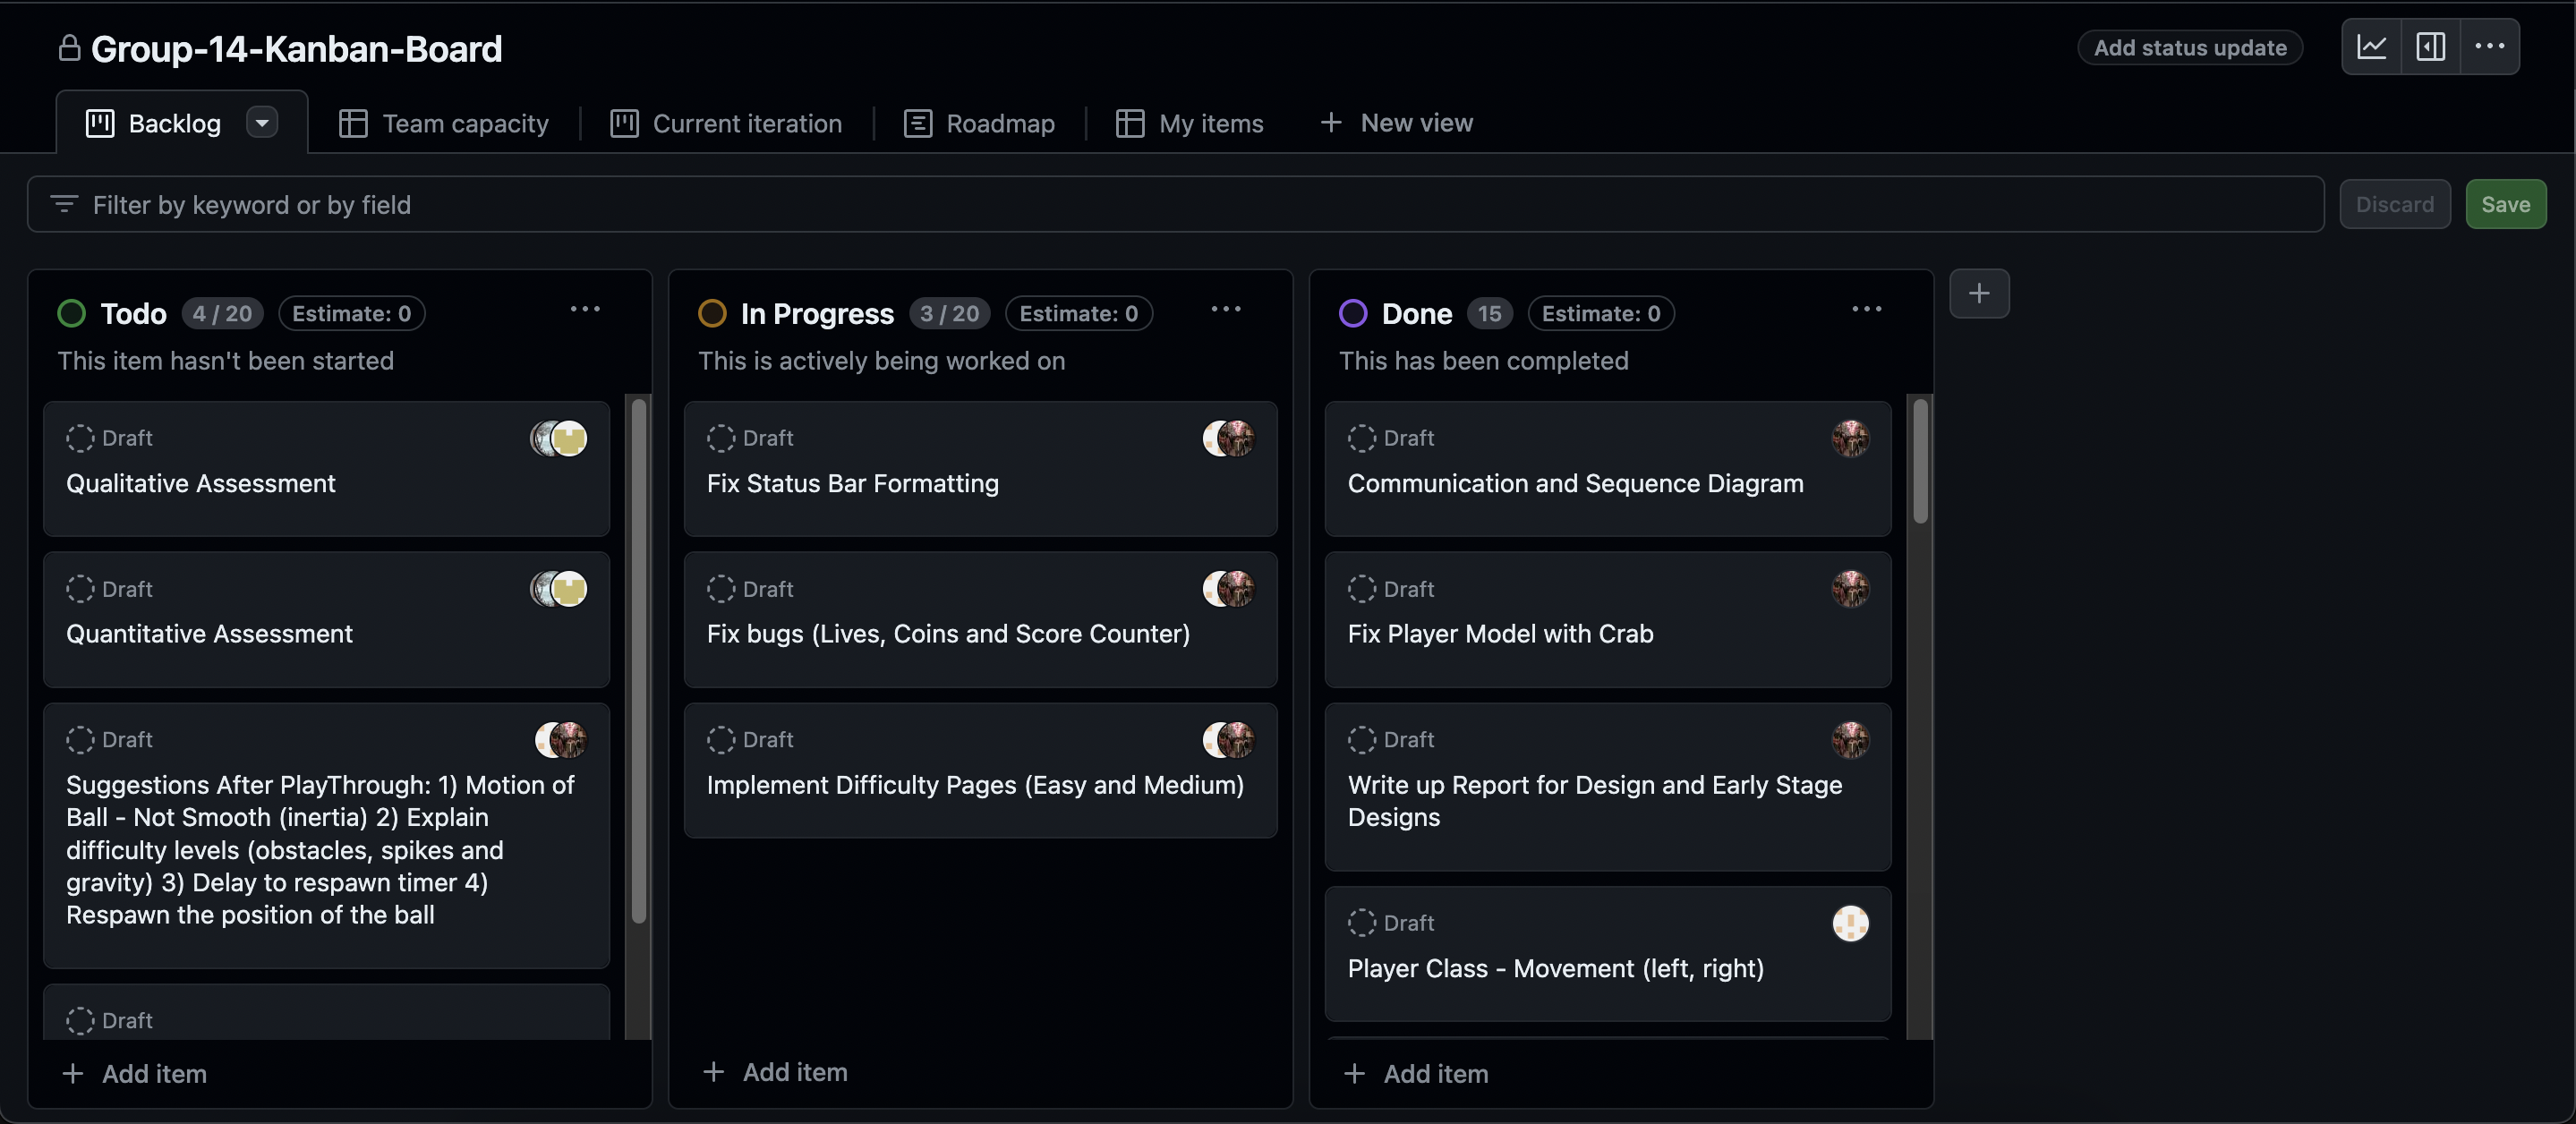 Group-14-Kanban-Board
Add status update
Backlog
Team capacity
Current iteration
Roadmap
My items
New view
Filter by keyword or by field
Discard
Save
Todo 4 / 20 Estimate: 0
This item hasn't been started
Draft
Qualitative Assessment
Draft
Quantitative Assessment
Draft
Suggestions After PlayThrough: 1) Motion of
Ball - Not Smooth (inertia) 2) Explain
difficulty levels (obstacles, spikes and
gravity) 3) Delay to respawn timer 4)
Respawn the position of the ball
Draft
Add item
In Progress 3 / 20 Estimate: 0
This is actively being worked on
Draft
Fix Status Bar Formatting
Draft
Fix bugs (Lives, Coins and Score Counter)
Draft
Implement Difficulty Pages (Easy and Medium)
Add item
Done 15 Estimate: 0
This has been completed
Draft
Communication and Sequence Diagram
Draft
Fix Player Model with Crab
Draft
Write up Report for Design and Early Stage
Designs
Draft
Player Class - Movement (left, right)
Add item